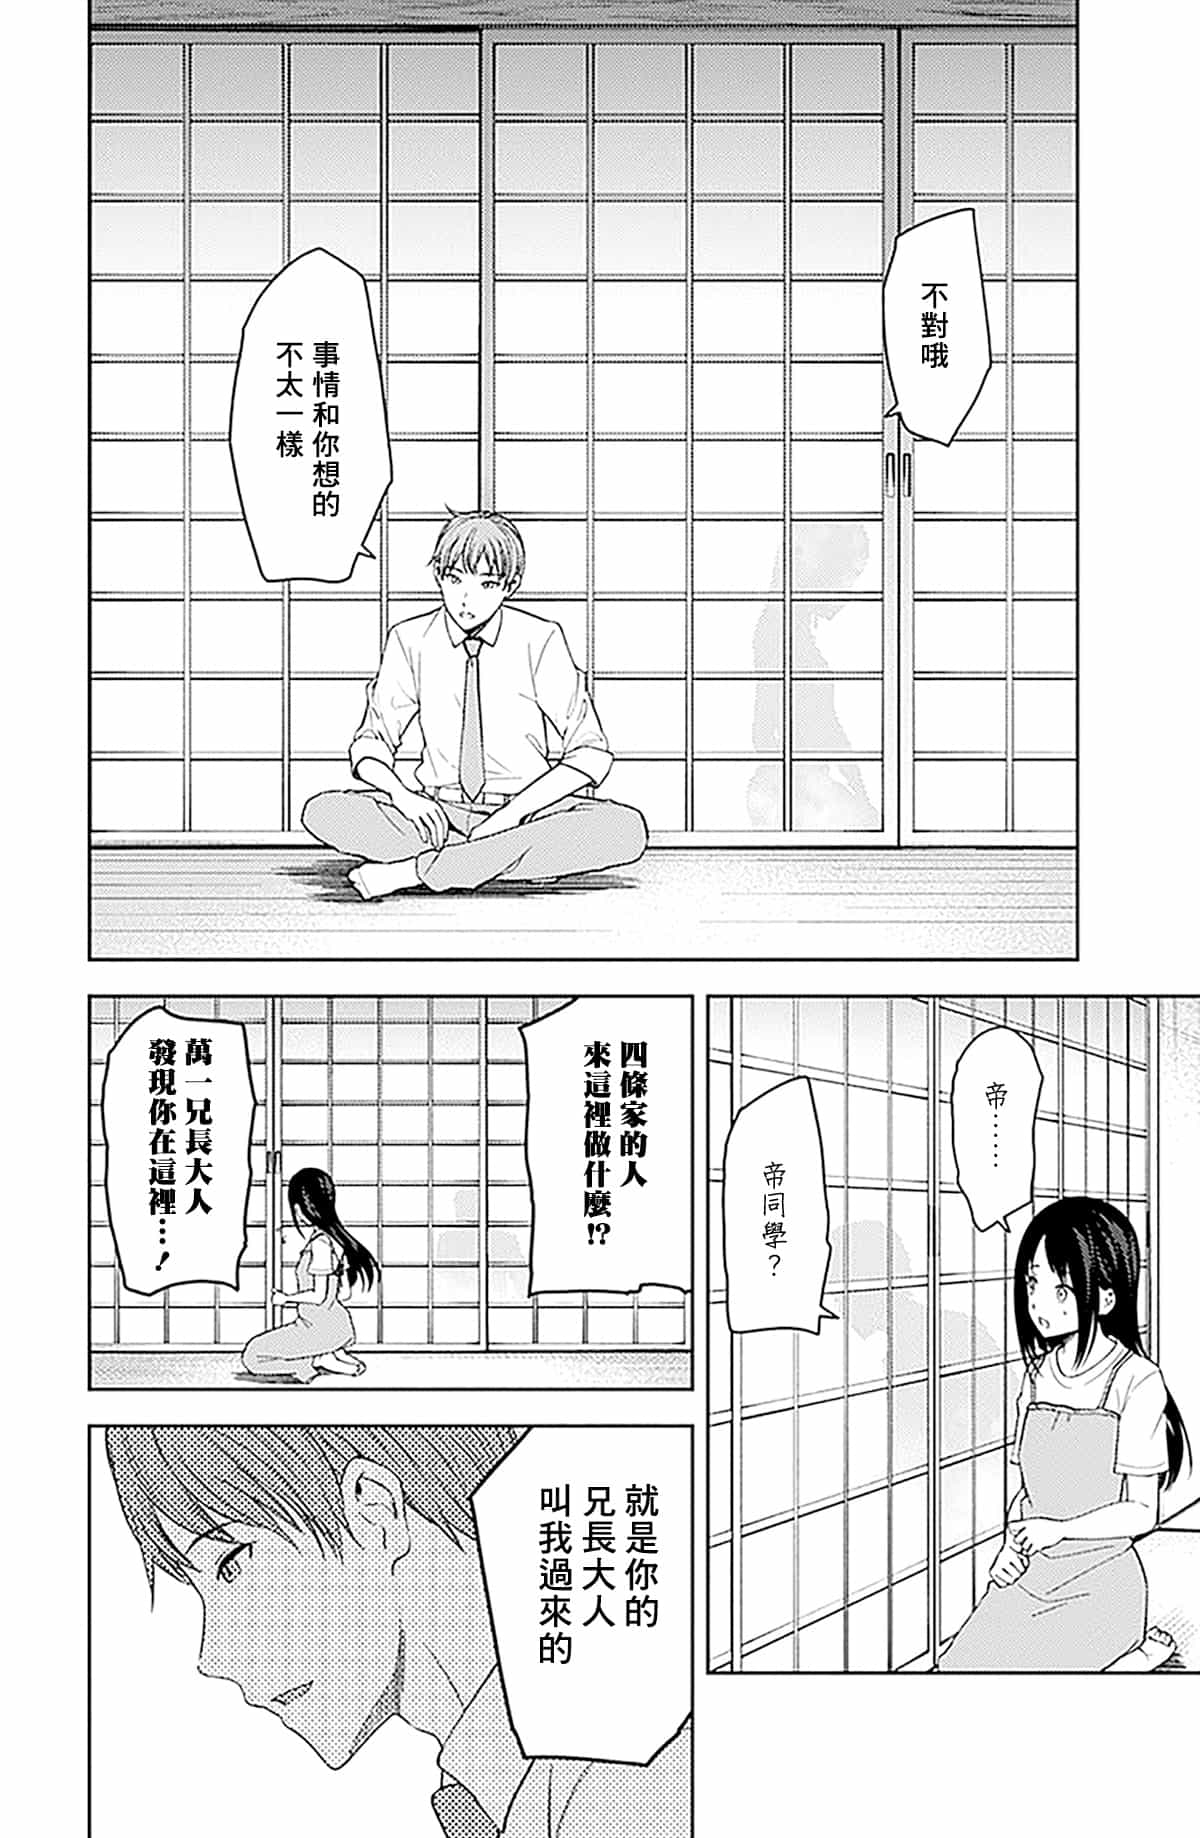 不對哦
事情和你想的
不太一樣
帝……
帝同學？
四條家的人
來這裡做什麼!?
萬一兄長大人
發現你在這裡…！
就是你的
兄長大人
叫我過來的